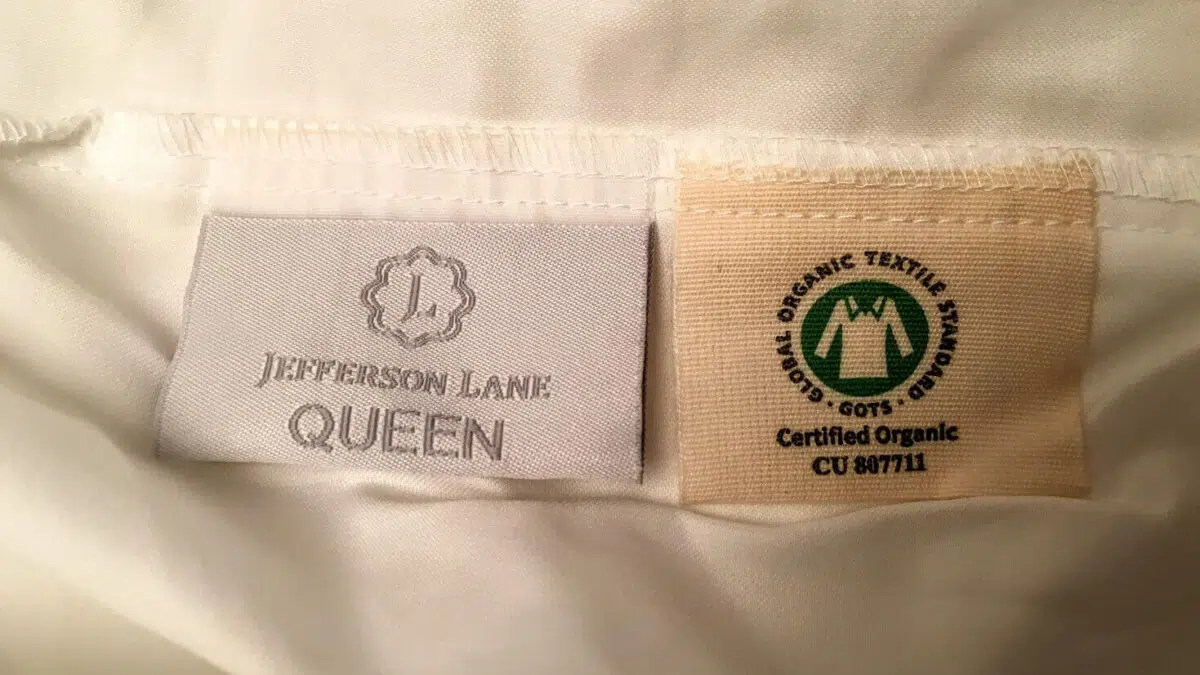 L
JEFFERSON LANE
QUEEN
GLOBAL ORGANIC TEXTILE STANDARD
· GOTS ·
Certified Organic
CU 807711